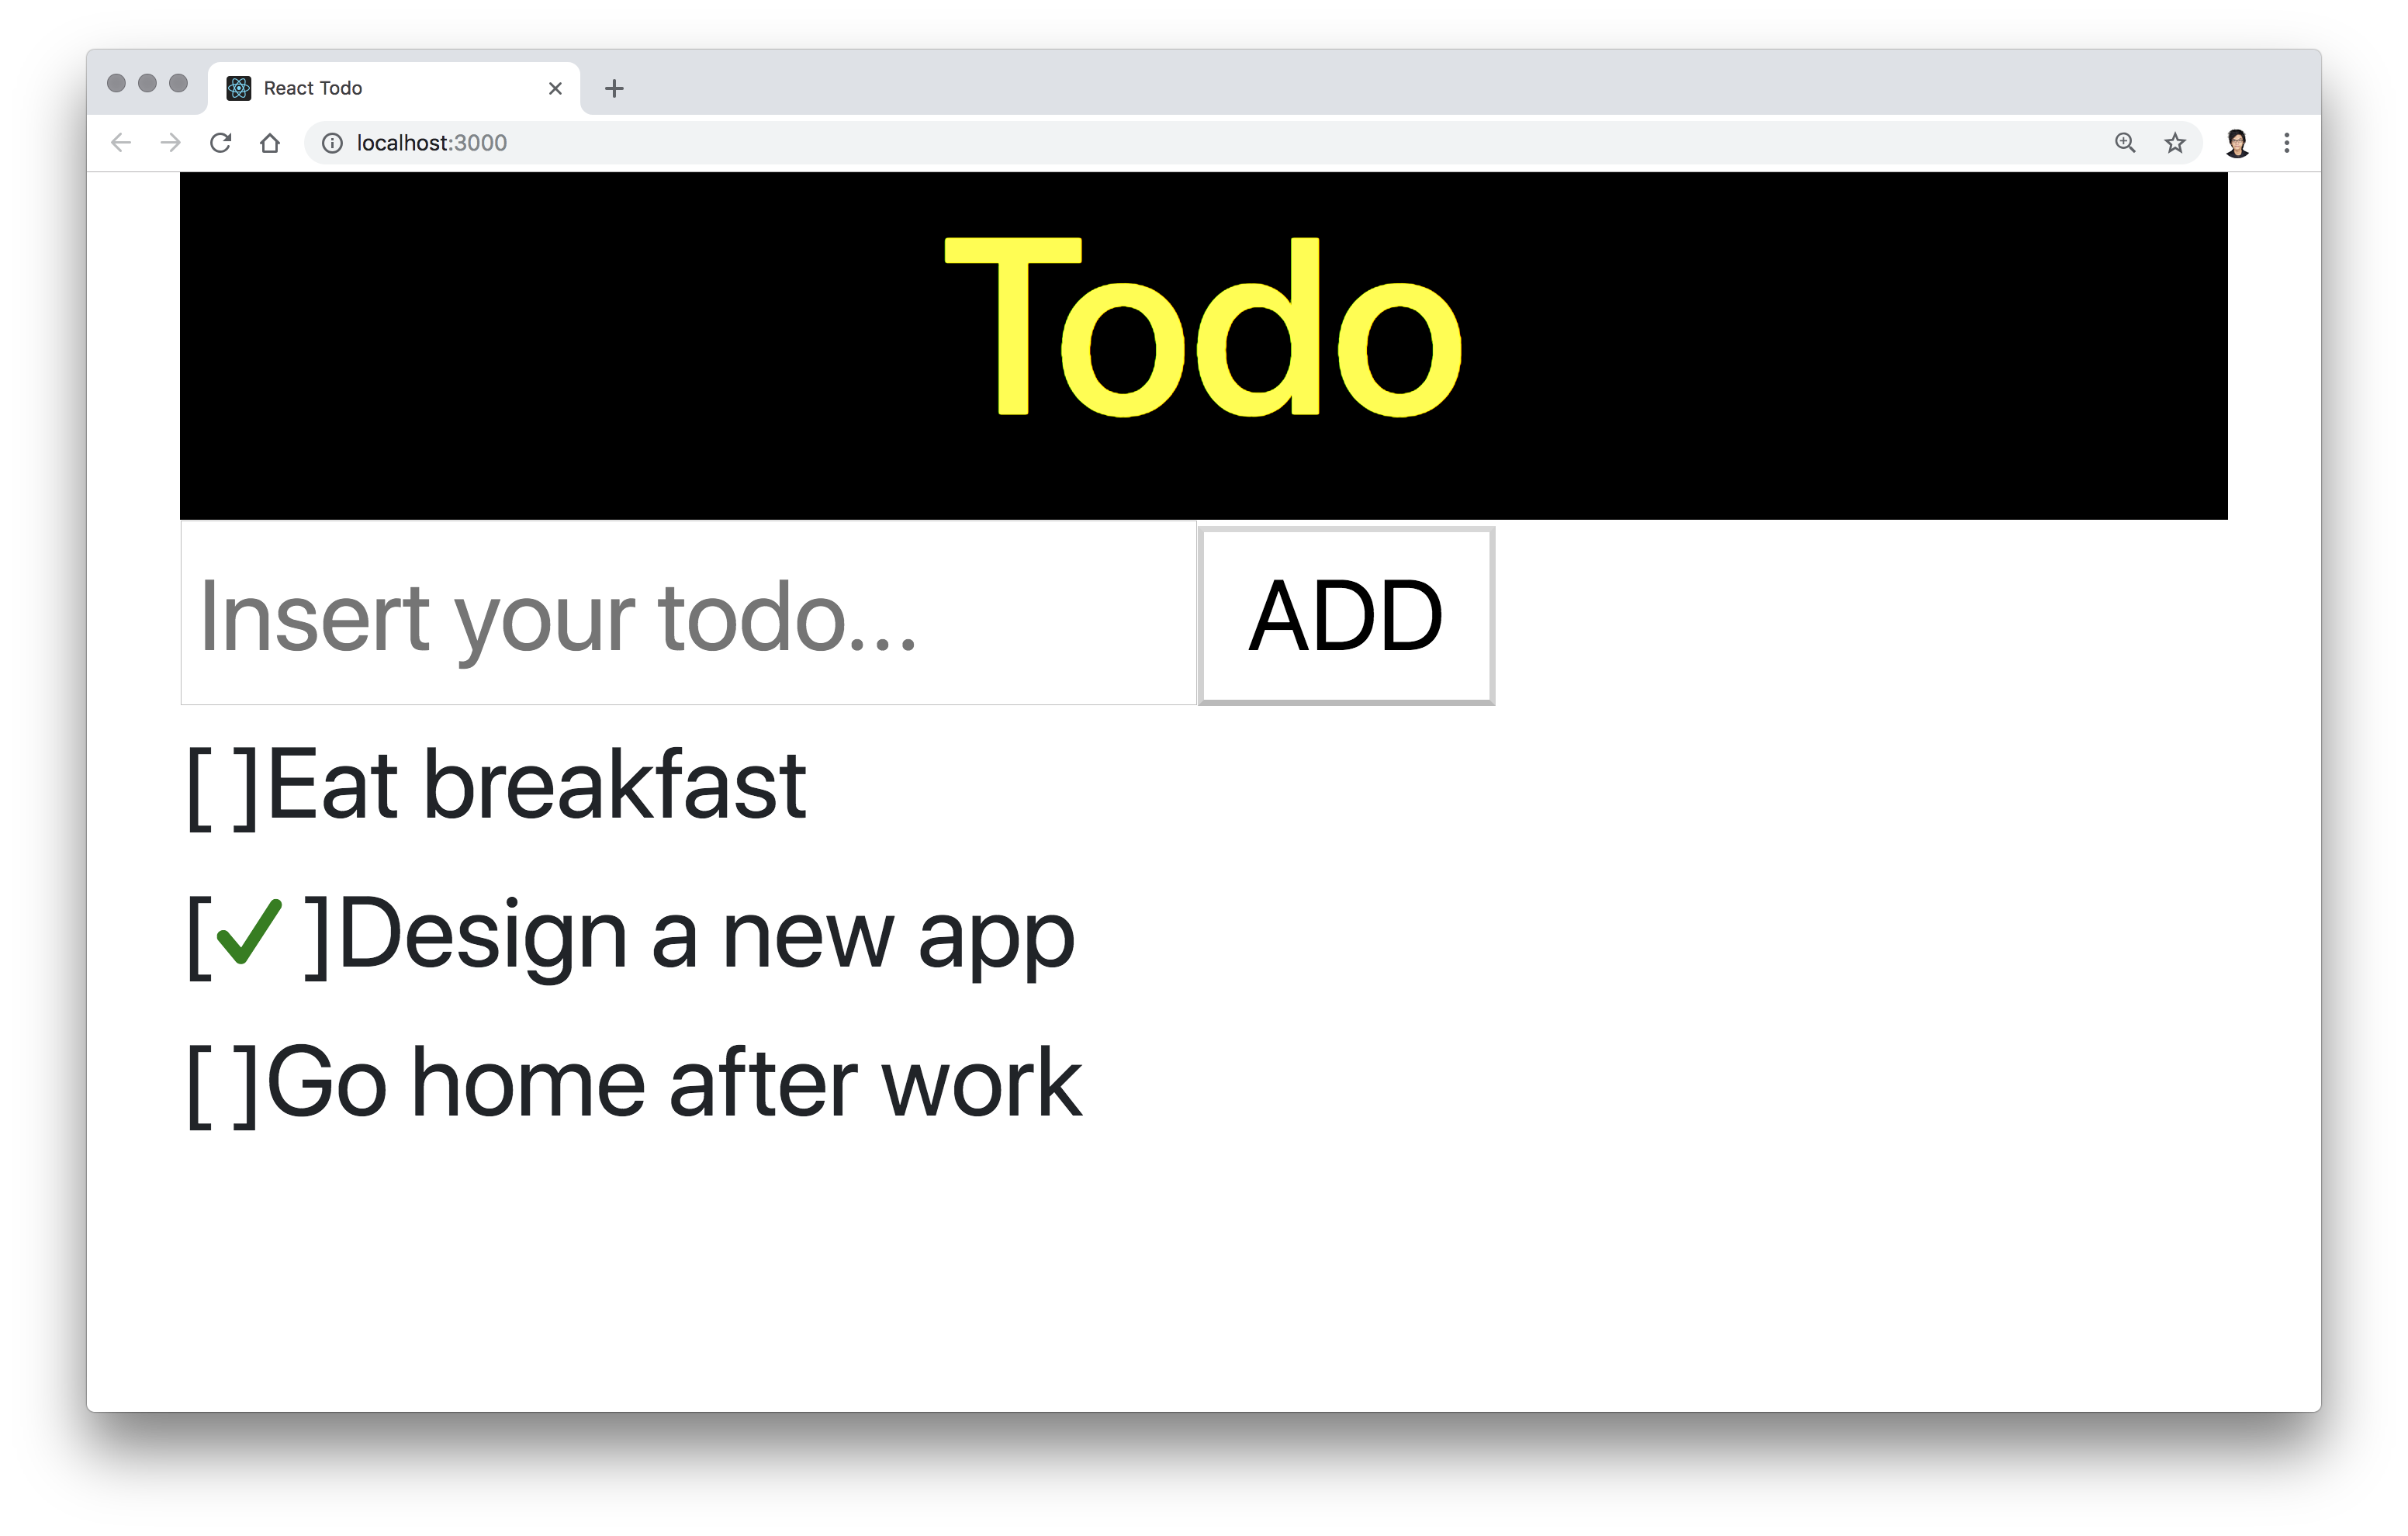 React Todo
localhost:3000
Todo
Insert your todo...
ADD
[ ]Eat breakfast
[✓ ]Design a new app
[ ]Go home after work